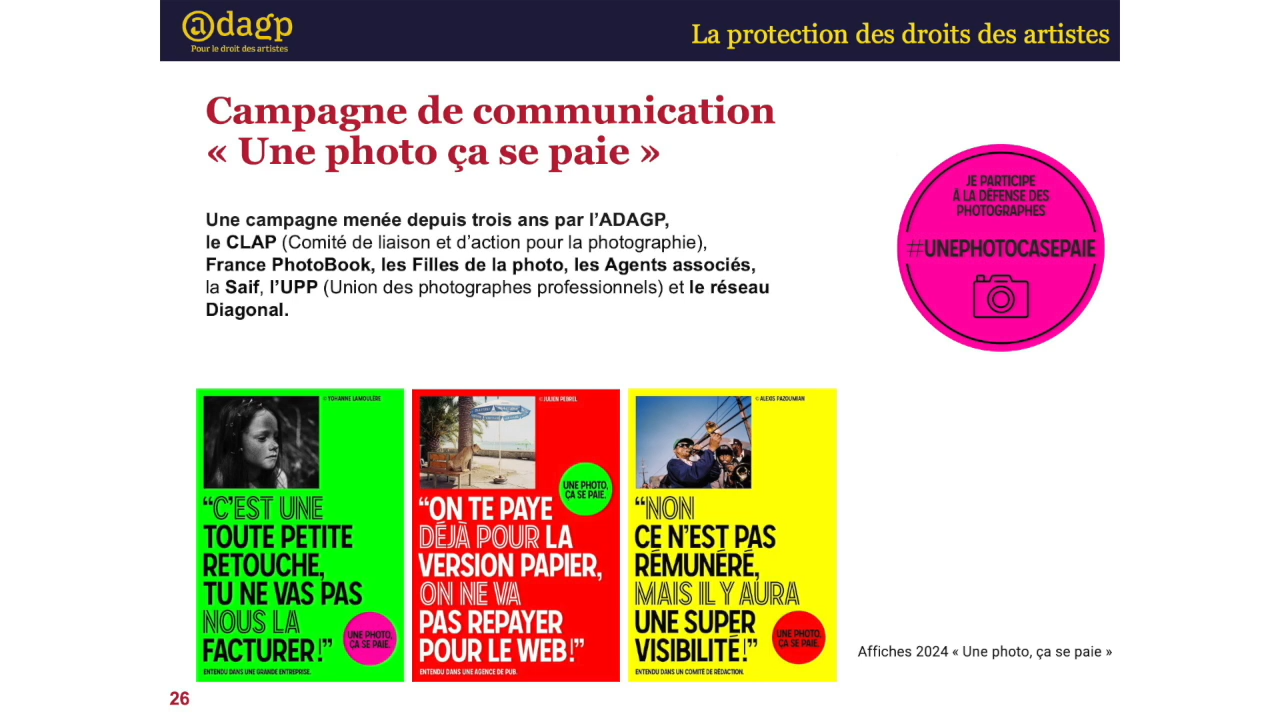 @dagp
Pour le droit des artistes
La protection des droits des artistes
Campagne de communication
« Une photo ça se paie »
Une campagne menée depuis trois ans par l’ADAGP,
le CLAP (Comité de liaison et d’action pour la photographie),
France PhotoBook, les Filles de la photo, les Agents associés,
la Saif, l’UPP (Union des photographes professionnels) et le réseau
Diagonal.
JE PARTICIPE
À LA DÉFENSE DES
PHOTOGRAPHES
#UNEPHOTOCASEPAIE
© YOHANNE LAMOULÈRE
“C’EST UNE
TOUTE PETITE
RETOUCHE,
TU NE VAS PAS
NOUS LA
FACTURER !”
UNE PHOTO,
ÇA SE PAIE.
ENTENDU DANS UNE GRANDE ENTREPRISE.
© JULIEN PEBREL
UNE PHOTO,
ÇA SE PAIE.
“ON TE PAYE
DÉJÀ POUR LA
VERSION PAPIER,
ON NE VA
PAS REPAYER
POUR LE WEB !”
ENTENDU DANS UNE AGENCE DE PUB.
© ALEXIS PAZOUMIAN
“NON
CE N’EST PAS
RÉMUNÉRÉ,
MAIS IL Y AURA
UNE SUPER
VISIBILITÉ !”
UNE PHOTO,
ÇA SE PAIE.
ENTENDU DANS UN COMITÉ DE RÉDACTION.
Affiches 2024 « Une photo, ça se paie »
26